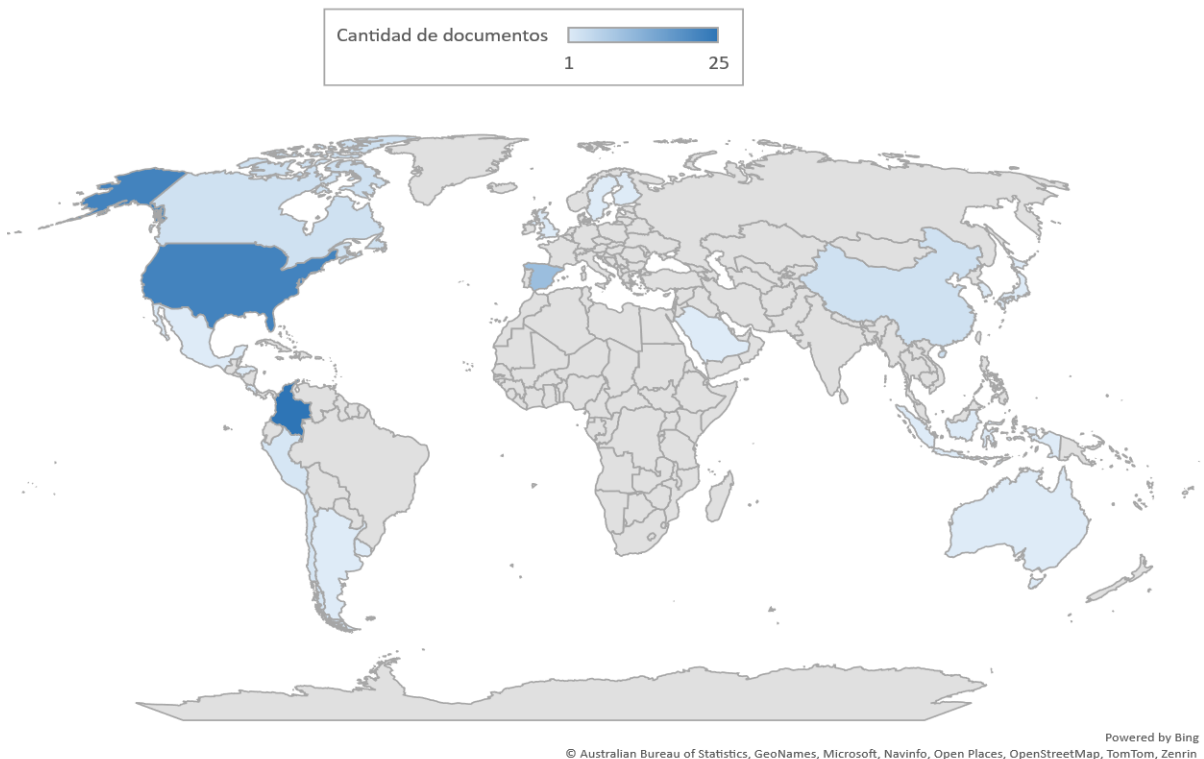 Cantidad de documentos
1 25
Powered by Bing
© Australian Bureau of Statistics, GeoNames, Microsoft, Navinfo, Open Places, OpenStreetMap, TomTom, Zenrin